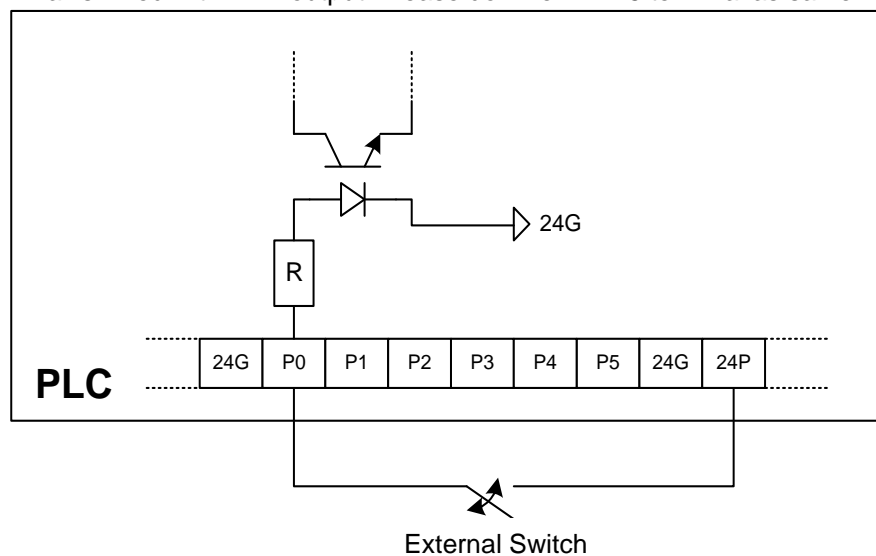 24G
R
24G P0 P1 P2 P3 P4 P5 24G 24P
PLC
External Switch